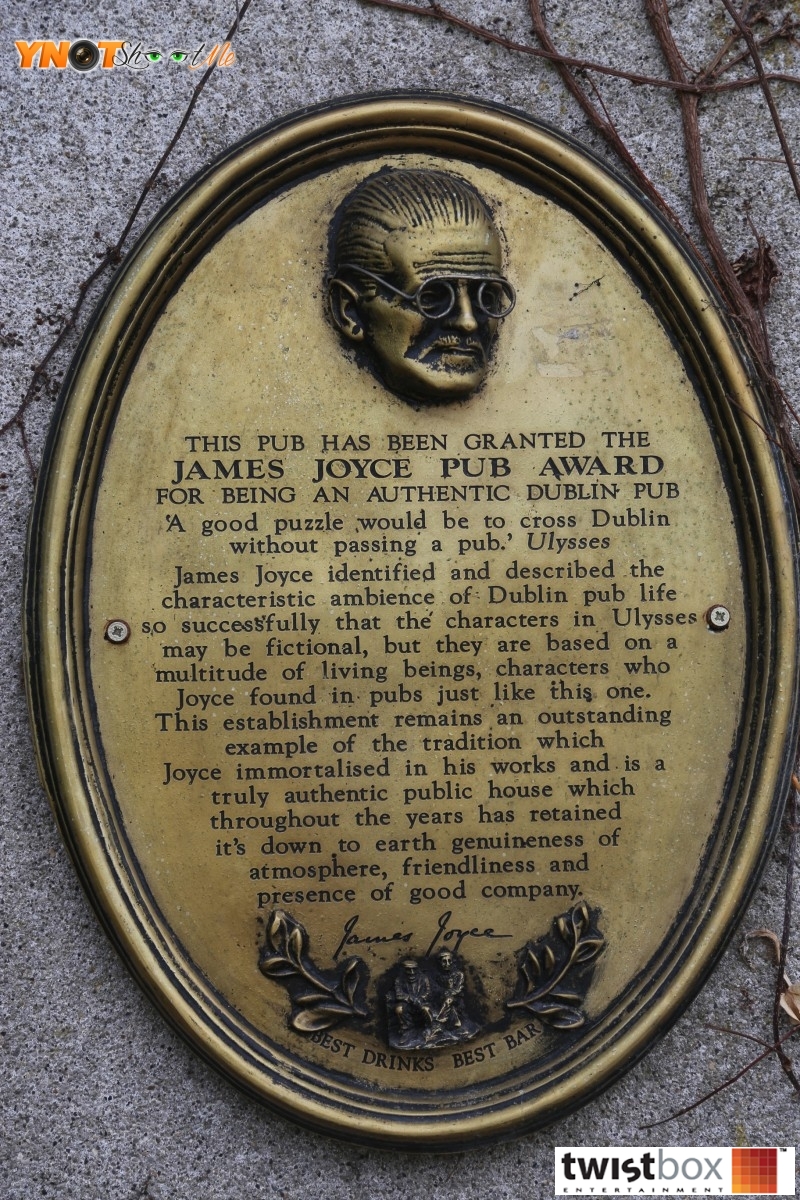 YNOTShootMe
THIS PUB HAS BEEN GRANTED THE
JAMES JOYCE PUB AWARD
FOR BEING AN AUTHENTIC DUBLIN PUB
'A good puzzle would be to cross Dublin
without passing a pub.' Ulysses
James Joyce identified and described the
characteristic ambience of Dublin pub life
so successfully that the characters in Ulysses
may be fictional, but they are based on a
multitude of living beings, characters who
Joyce found in pubs just like this one.
This establishment remains an outstanding
example of the tradition which
Joyce immortalised in his works and is a
truly authentic public house which
throughout the years has retained
it's down to earth genuineness of
atmosphere, friendliness and
presence of good company.
James Joyce
BEST DRINKS BEST BAR
twistbox™
ENTERTAINMENT